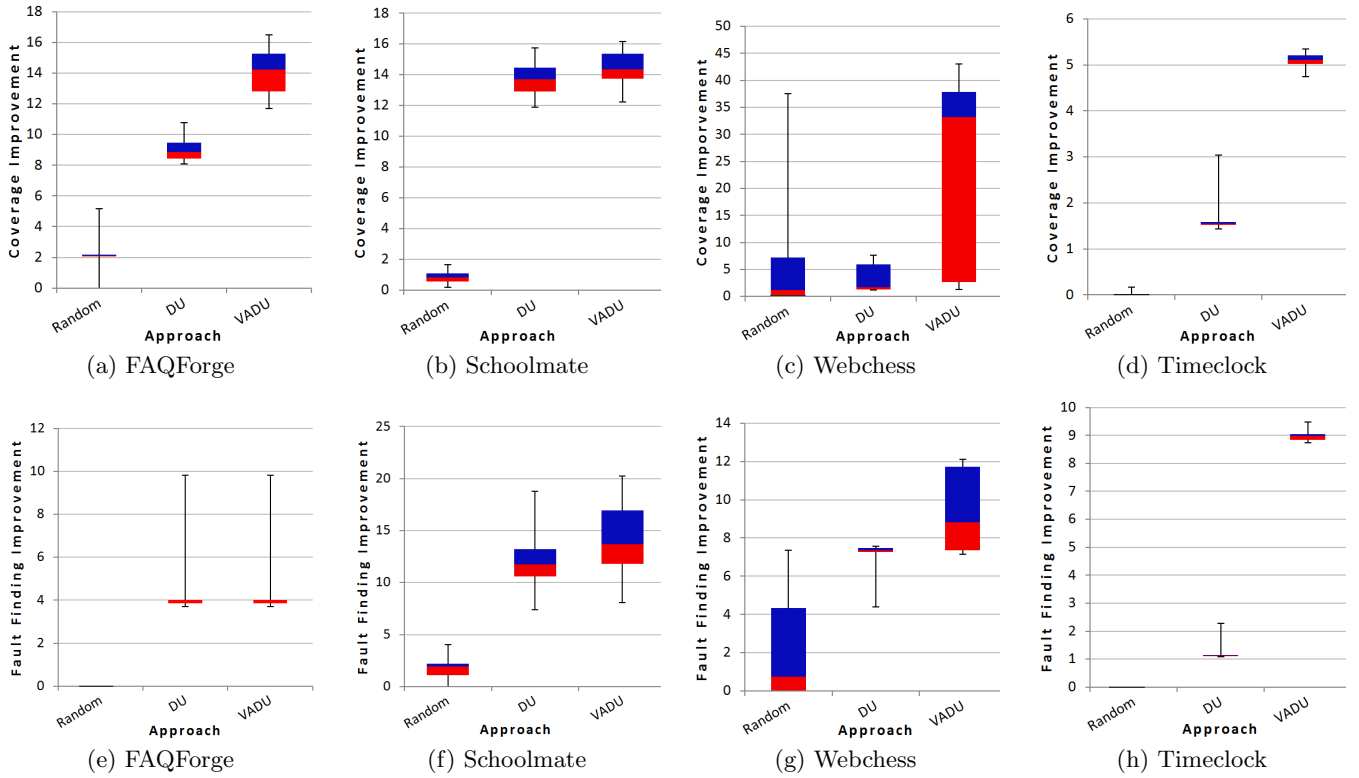 Coverage Improvement
18
16
14
12
10
8
6
4
2
0
Random
DU
VADU
Approach
(a) FAQForge
Coverage Improvement
18
16
14
12
10
8
6
4
2
0
Random
DU
VADU
Approach
(b) Schoolmate
Coverage Imporvement
50
45
40
35
30
25
20
15
10
5
0
Random
DU
VADU
Approach
(c) Webchess
Coverage Imporvement
6
5
4
3
2
1
0
Random
DU
VADU
Approach
(d) Timeclock
Fault Finding Improvement
12
10
8
6
4
2
0
Random
DU
VADU
Approach
(e) FAQForge
Fault Finding Improvement
25
20
15
10
5
0
Random
DU
VADU
Approach
(f) Schoolmate
Fault Finding Improvement
14
12
10
8
6
4
2
0
Random
DU
VADU
Approach
(g) Webchess
Fault Finding Improvement
10
9
8
7
6
5
4
3
2
1
0
Random
DU
VADU
Approach
(h) Timeclock